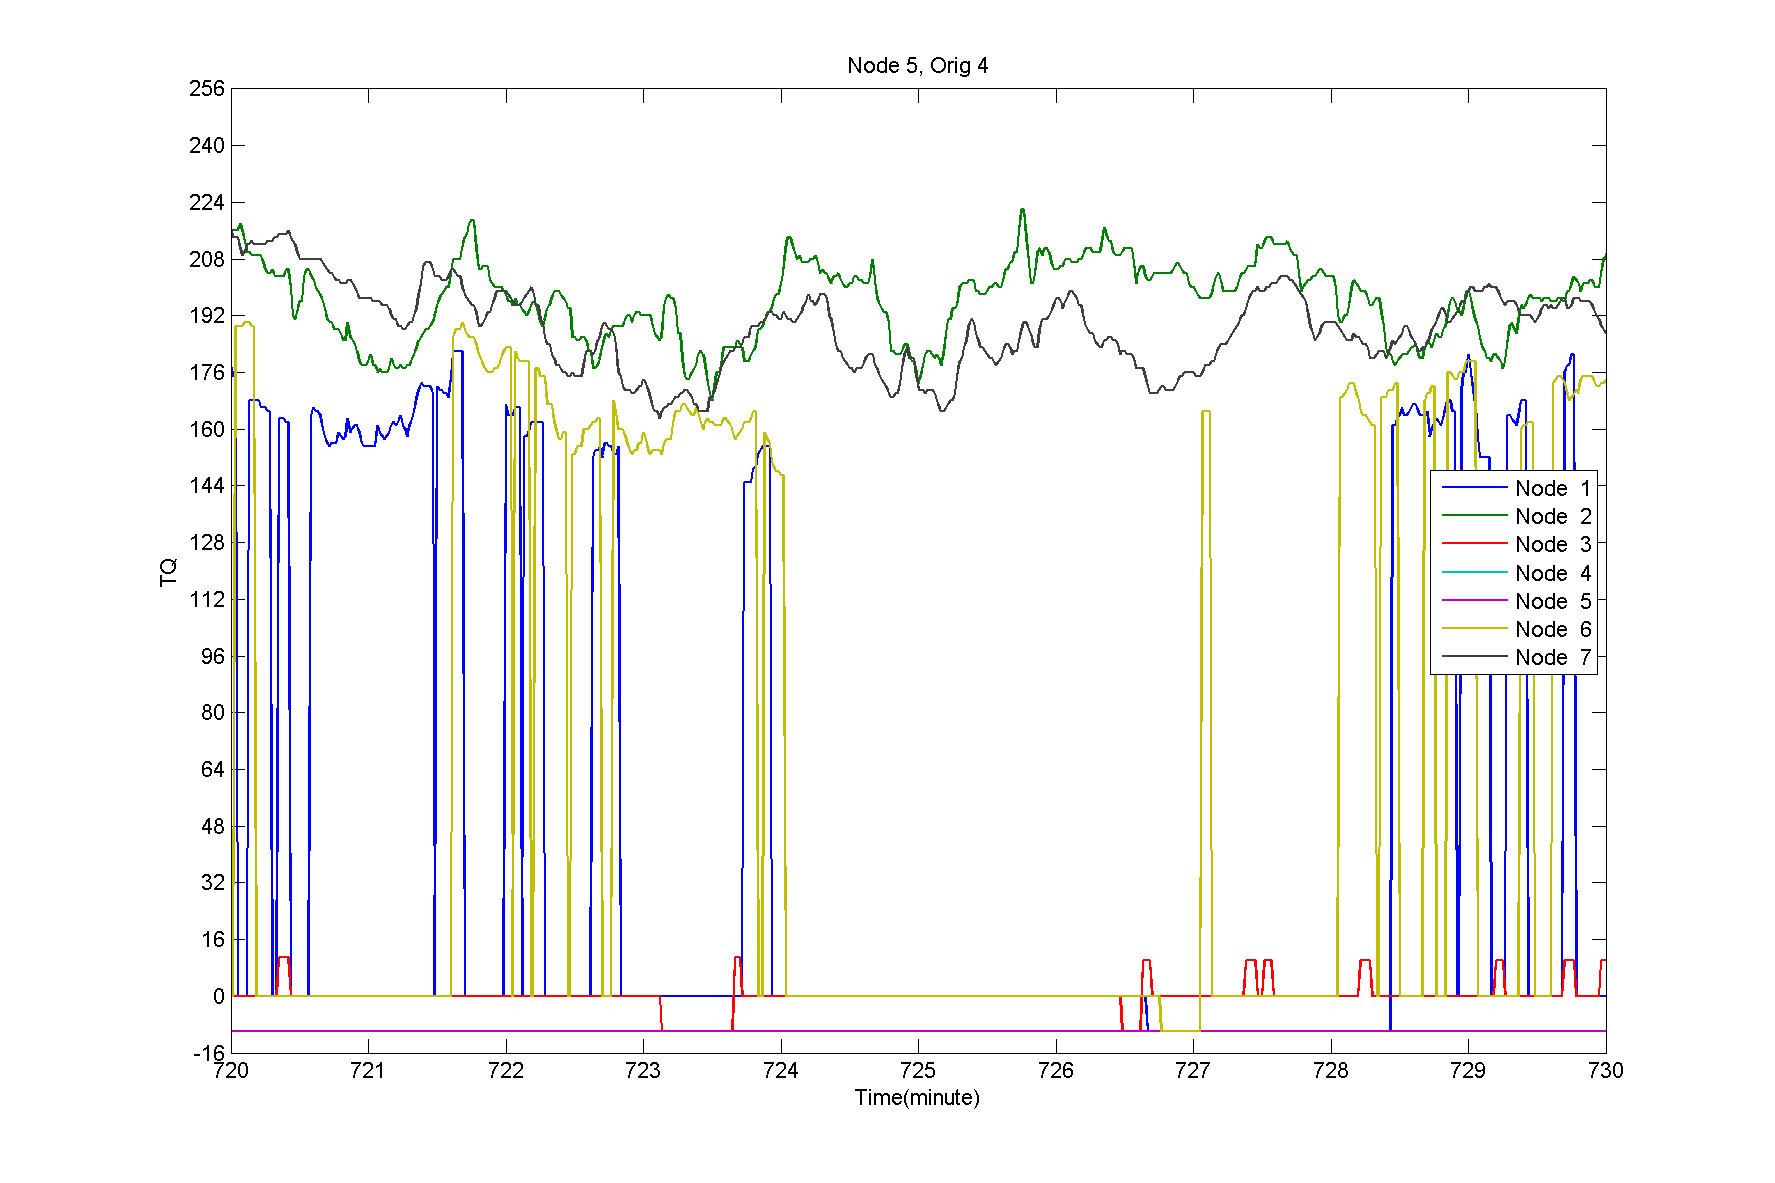 Node 5, Orig 4
256
240
224
208
192
176
160
144
128
112
96
80
64
48
32
16
0
-16
TQ
Node 1
Node 2
Node 3
Node 4
Node 5
Node 6
Node 7
720 721 722 723 724 725 726 727 728 729 730
Time(minute)